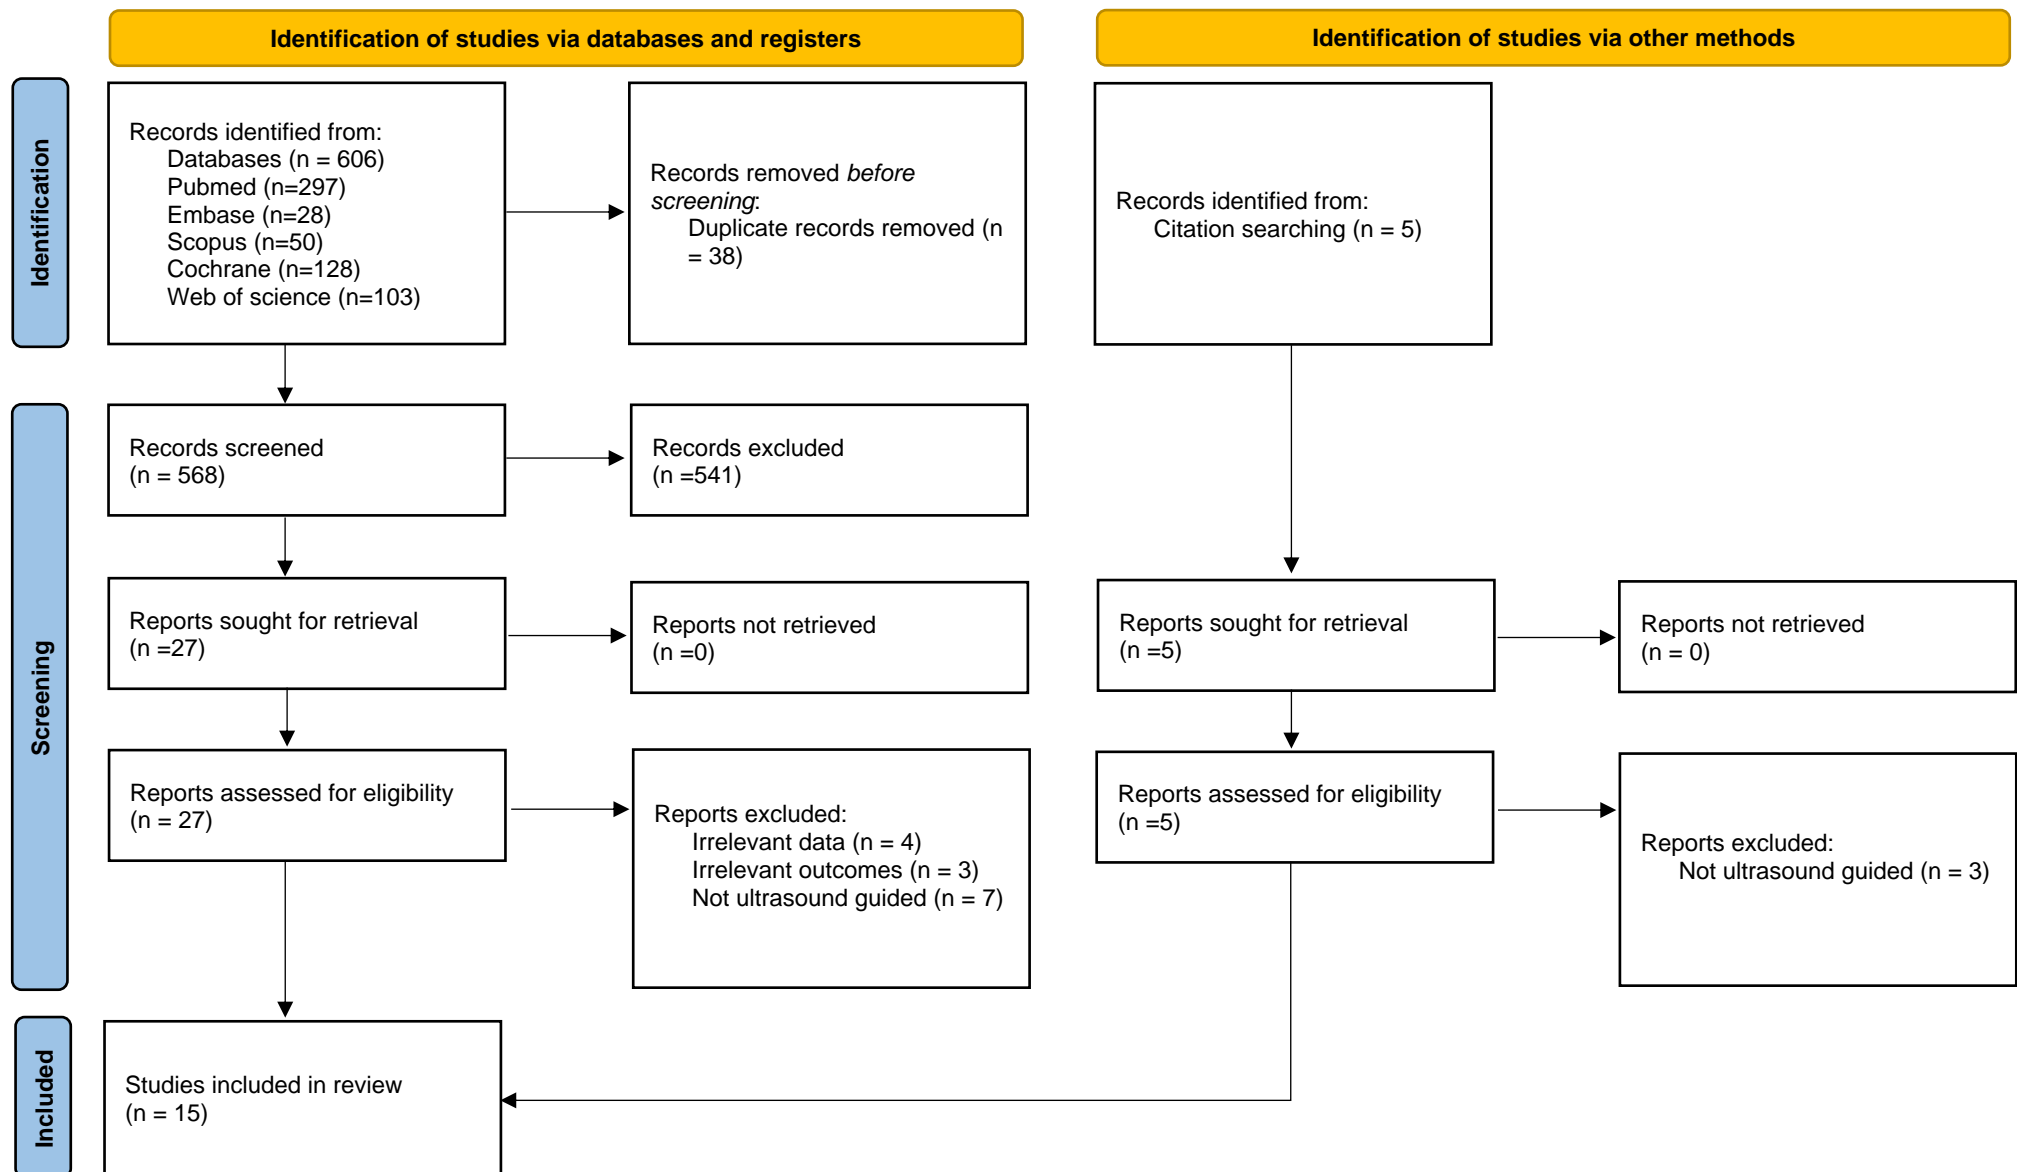 Identification of studies via databases and registers
Identification of studies via other methods
Identification
Records identified from:
Databases (n = 606)
Pubmed (n=297)
Embase (n=28)
Scopus (n=50)
Cochrane (n=128)
Web of science (n=103)
Records removed before
screening:
Duplicate records removed (n
= 38)
Records identified from:
Citation searching (n = 5)
Screening
Records screened
(n = 568)
Records excluded
(n =541)
Reports sought for retrieval
(n =27)
Reports not retrieved
(n =0)
Reports sought for retrieval
(n =5)
Reports not retrieved
(n = 0)
Reports assessed for eligibility
(n = 27)
Reports excluded:
Irrelevant data (n = 4)
Irrelevant outcomes (n = 3)
Not ultrasound guided (n = 7)
Reports assessed for eligibility
(n =5)
Reports excluded:
Not ultrasound guided (n = 3)
Included
Studies included in review
(n = 15)